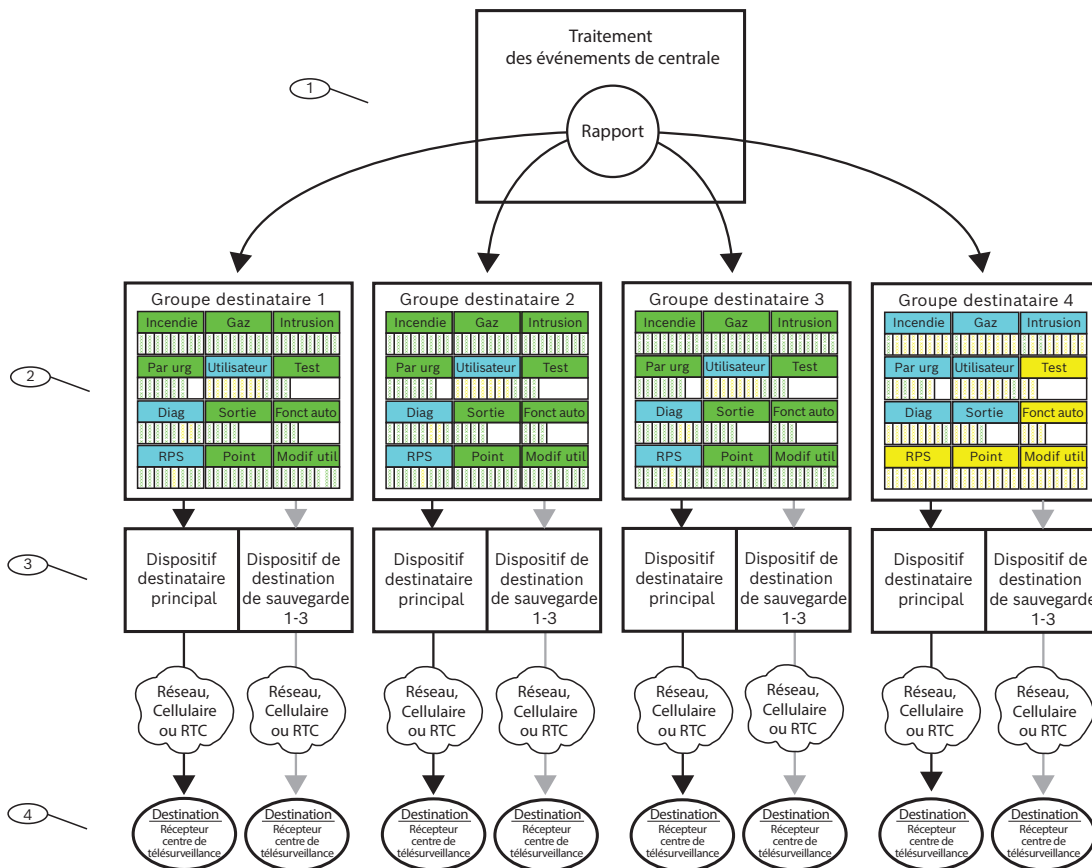 Traitement
des événements de centrale
1
Rapport
Groupe destinataire 1
Incendie Gaz Intrusion
Par urg Utilisateur Test
Diag Sortie Fonct auto
RPS Point Modif util
Groupe destinataire 2
Incendie Gaz Intrusion
Par urg Utilisateur Test
Diag Sortie Fonct auto
RPS Point Modif util
Groupe destinataire 3
Incendie Gaz Intrusion
Par urg Utilisateur Test
Diag Sortie Fonct auto
RPS Point Modif util
Groupe destinataire 4
Incendie Gaz Intrusion
Par urg Utilisateur Test
Diag Sortie Fonct auto
RPS Point Modif util
2
3
Dispositif
destinataire
principal
Dispositif de
destination
de sauvegarde
1-3
Dispositif
destinataire
principal
Dispositif de
destination
de sauvegarde
1-3
Dispositif
destinataire
principal
Dispositif de
destination
de sauvegarde
1-3
Dispositif
destinataire
principal
Dispositif de
destination
de sauvegarde
1-3
Réseau,
Cellulaire
ou RTC
Réseau,
Cellulaire
ou RTC
Réseau,
Cellulaire
ou RTC
Réseau,
Cellulaire
ou RTC
Réseau,
Cellulaire
ou RTC
Réseau,
Cellulaire
ou RTC
Réseau,
Cellulaire
ou RTC
Réseau,
Cellulaire
ou RTC
4
Destination
Récepteur
centre de
télésurveillance
Destination
Récepteur
centre de
télésurveillance
Destination
Récepteur
centre de
télésurveillance
Destination
Récepteur
centre de
télésurveillance
Destination
Récepteur
centre de
télésurveillance
Destination
Récepteur
centre de
télésurveillance
Destination
Récepteur
centre de
télésurveillance
Destination
Récepteur
centre de
télésurveillance